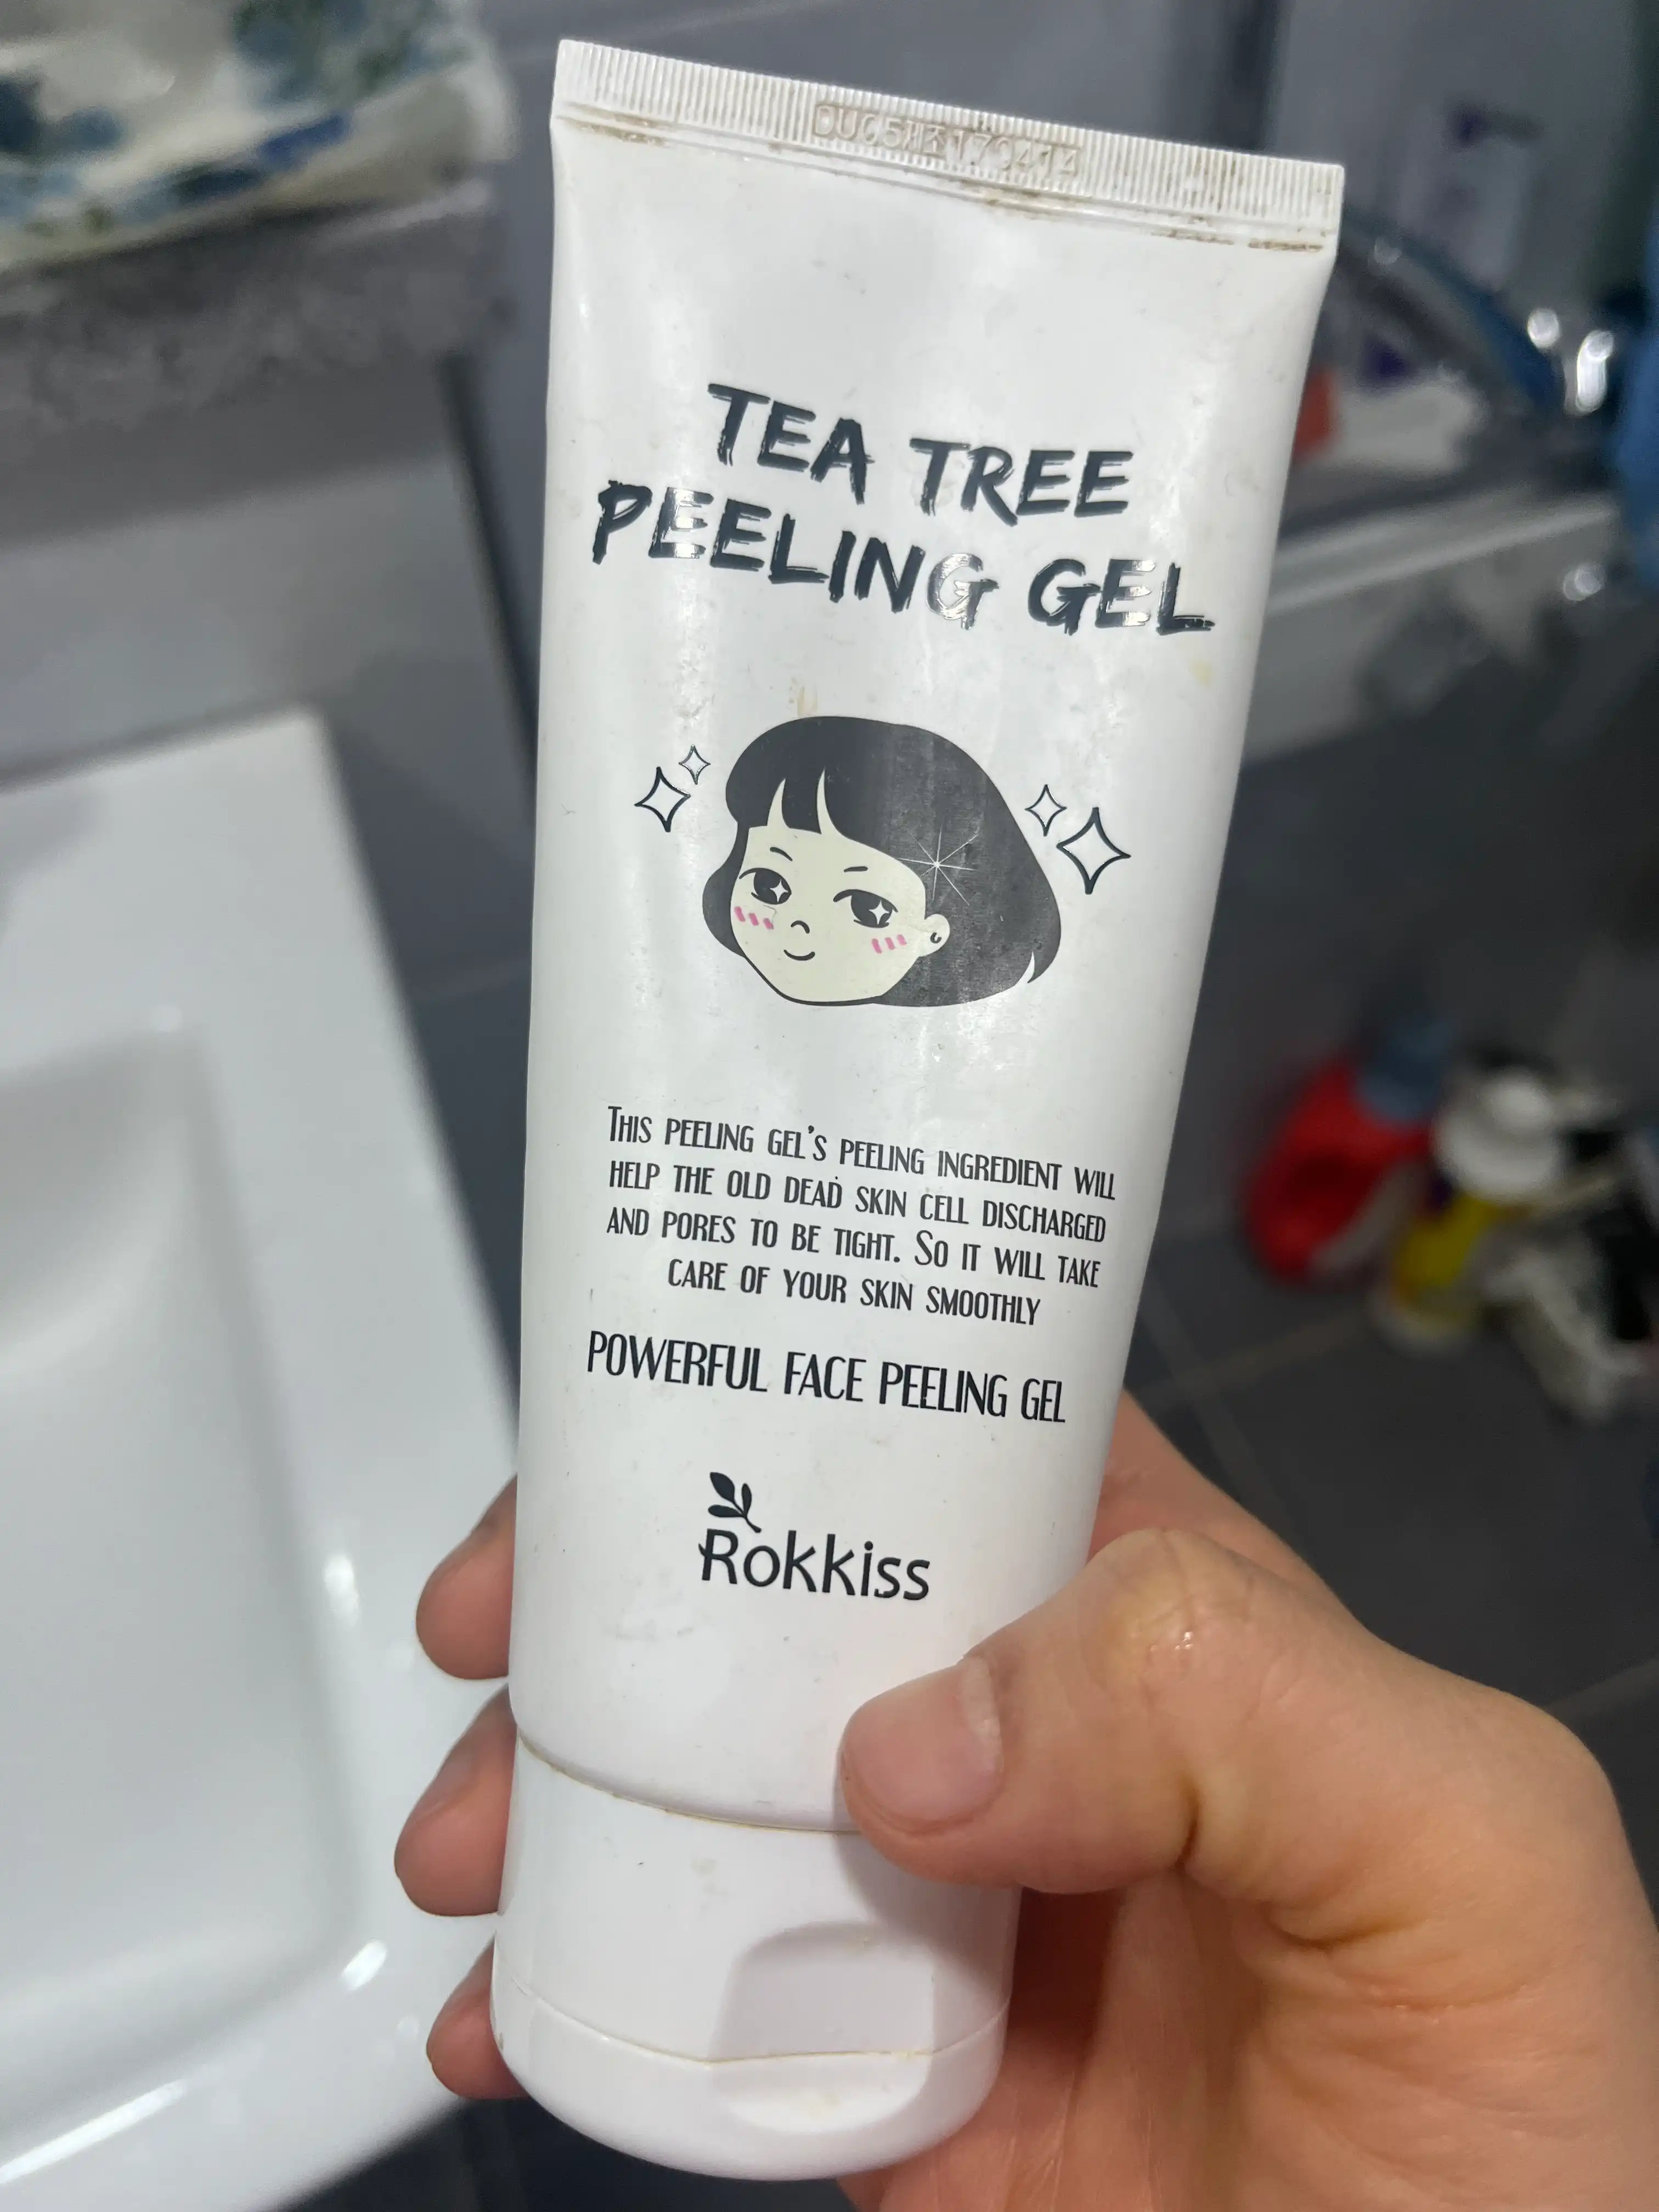 TEA TREE
PEELING GEL
THIS PEELING GEL'S PEELING INGREDIENT WILL
HELP THE OLD DEAD SKIN CELL DISCHARGED
AND PORES TO BE TIGHT. SO IT WILL TAKE
CARE OF YOUR SKIN SMOOTHLY
POWERFUL FACE PEELING GEL
Rokkiss